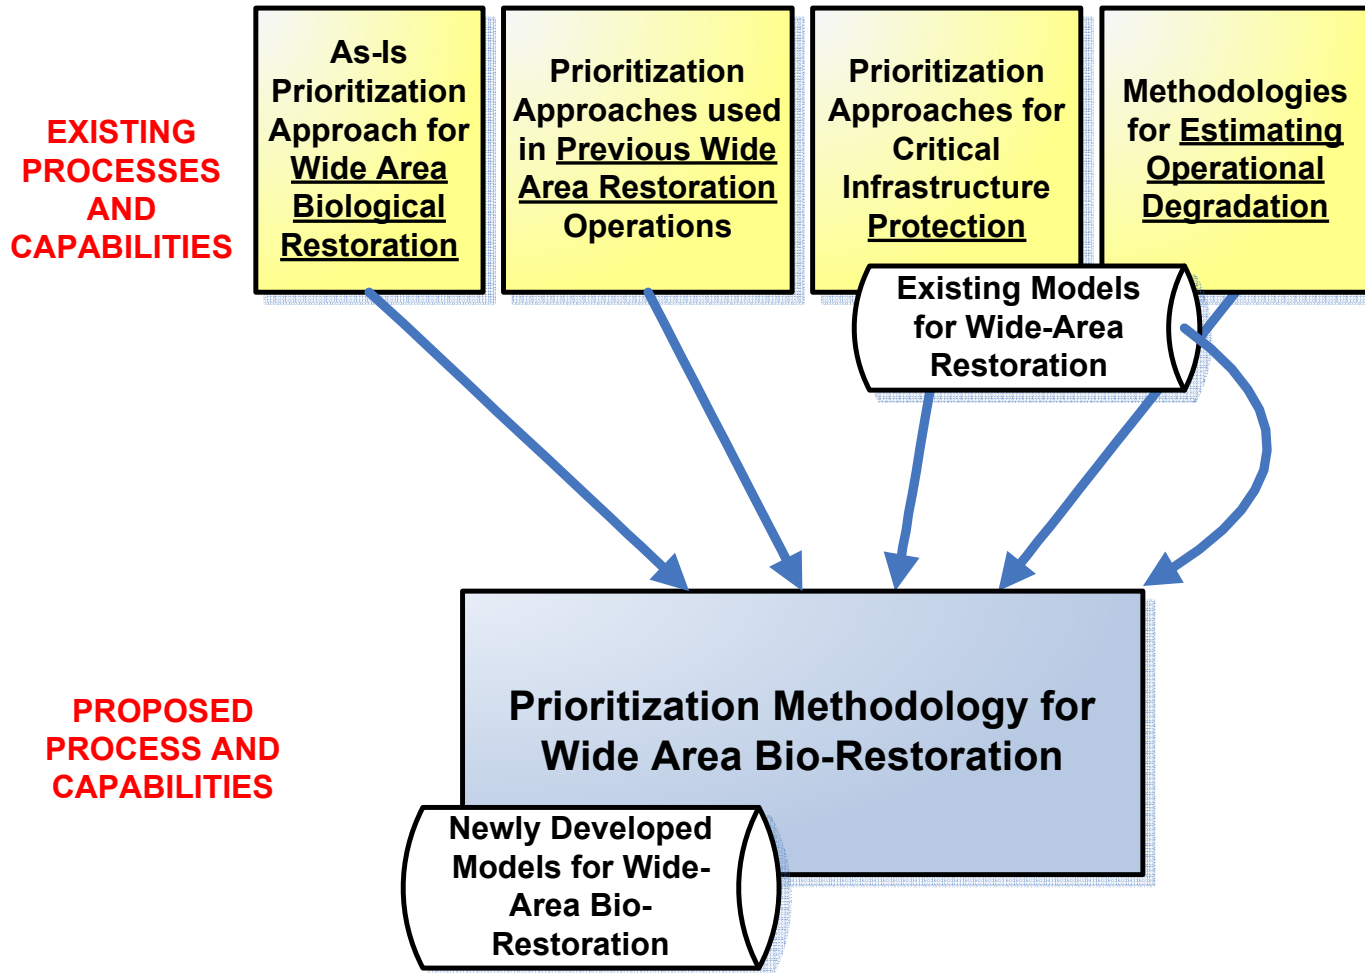 EXISTING
PROCESSES
AND
CAPABILITIES
As-Is
Prioritization
Approach for
Wide Area
Biological
Restoration
Prioritization
Approaches used
in Previous Wide
Area Restoration
Operations
Prioritization
Approaches for
Critical
Infrastructure
Protection
Methodologies
for Estimating
Operational
Degradation
Existing Models
for Wide-Area
Restoration
PROPOSED
PROCESS AND
CAPABILITIES
Prioritization Methodology for
Wide Area Bio-Restoration
Newly Developed
Models for Wide-
Area Bio-
Restoration